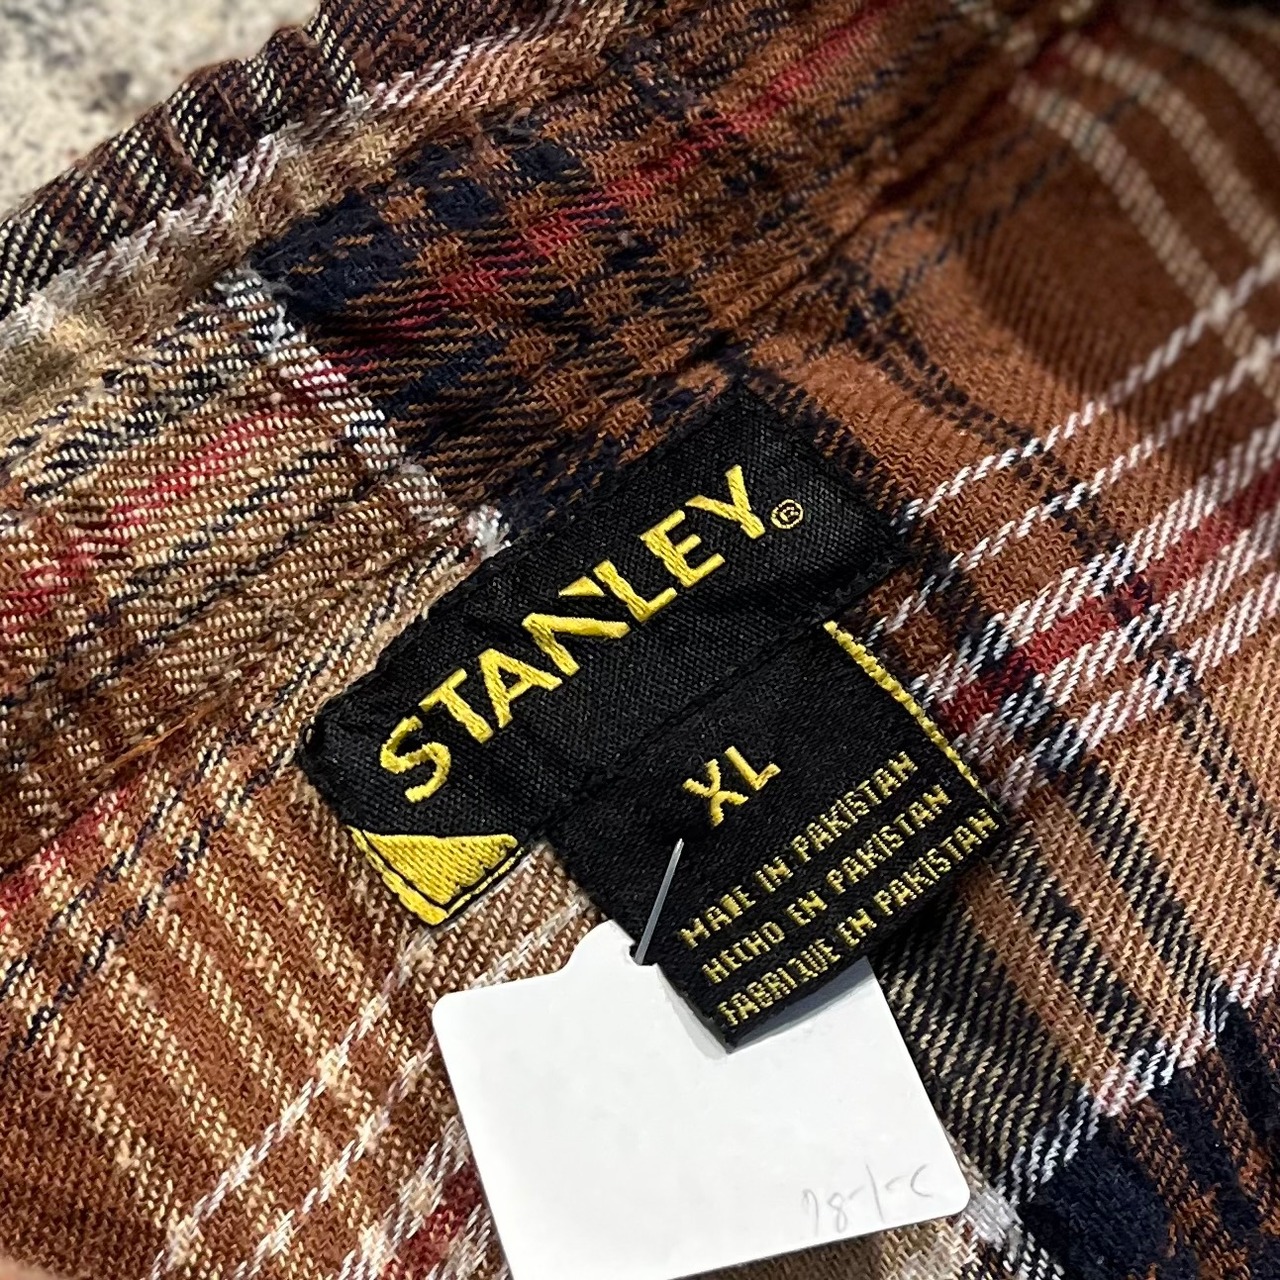 STANLEY®
XL
MADE IN PAKISTAN
HECHO EN PAKISTAN
FABRIQUE EN PAKISTAN